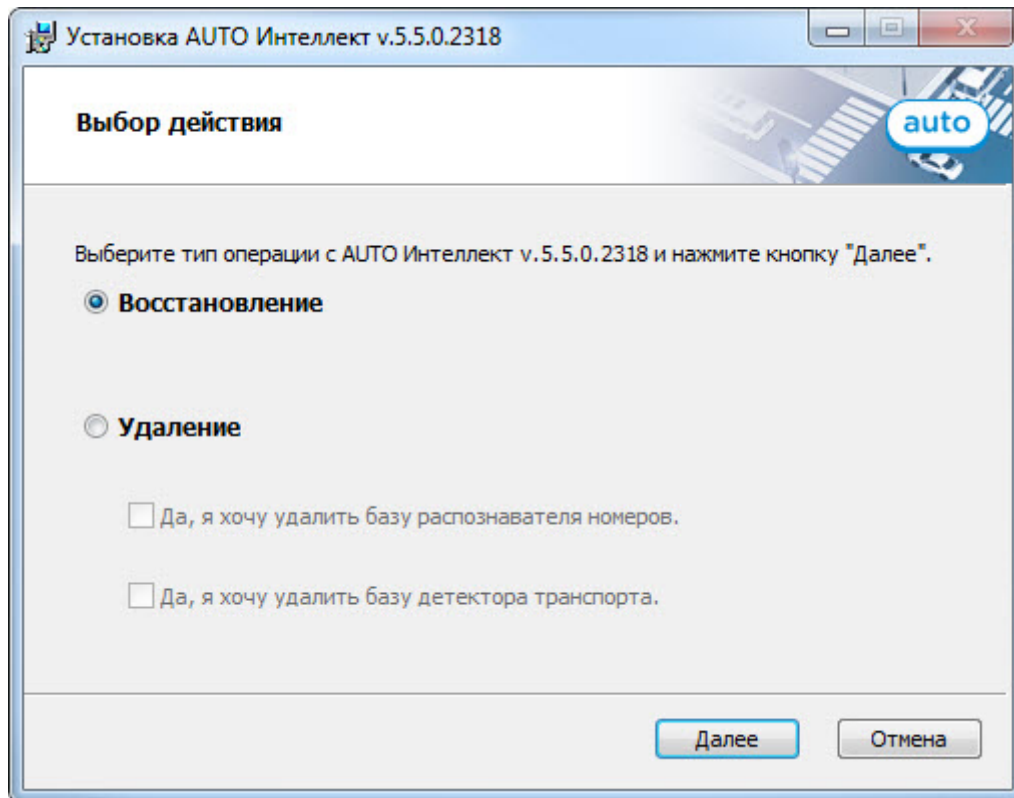 Установка AUTO Интеллект v.5.5.0.2318
Выбор действия
auto
Выберите тип операции с AUTO Интеллект v.5.5.0.2318 и нажмите кнопку "Далее".
Восстановление
Удаление
Да, я хочу удалить базу распознавателя номеров.
Да, я хочу удалить базу детектора транспорта.
Далее
Отмена